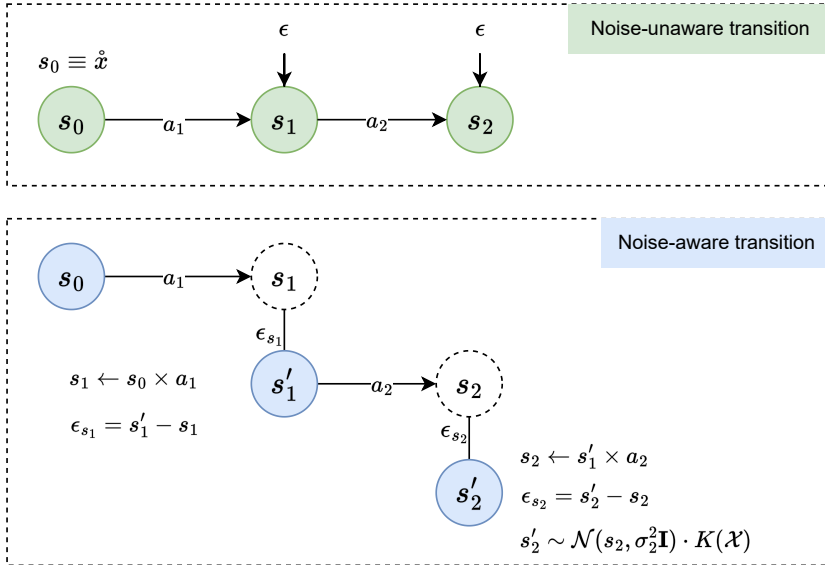 Noise-unaware transition
s₀ ≡ x̊
ϵ ϵ
s₀ a₁ s₁ a₂ s₂
Noise-aware transition
s₀ a₁ s₁
ϵ_{s₁}
s₁ ← s₀ × a₁
ϵ_{s₁} = s′₁ − s₁
s′₁ a₂ s₂
ϵ_{s₂}
s′₂
s₂ ← s′₁ × a₂
ϵ_{s₂} = s′₂ − s₂
s′₂ ∼ 𝒩(s₂, σ₂²𝐈) · K(𝒳)